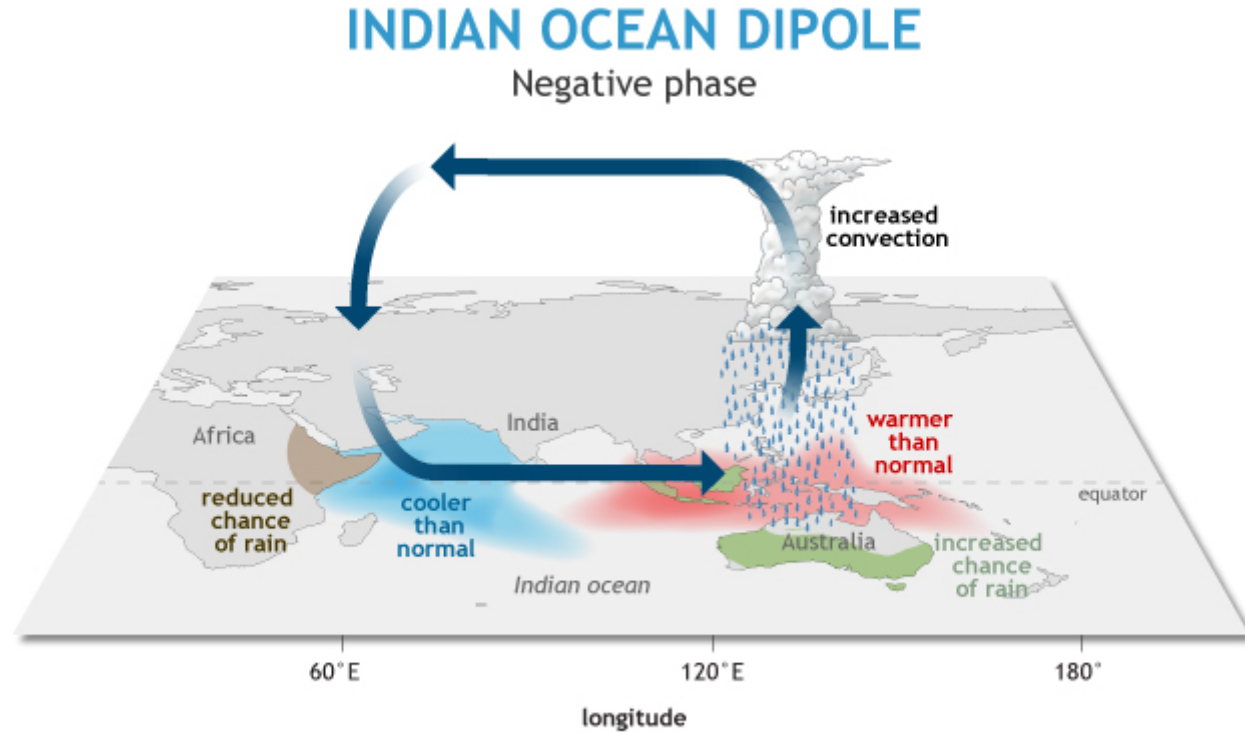 INDIAN OCEAN DIPOLE
Negative phase
increased
convection
Africa
India
warmer
than
normal
equator
reduced
chance
of rain
cooler
than
normal
Australia
increased
chance
of rain
Indian ocean
60°E
120°E
180°
longitude